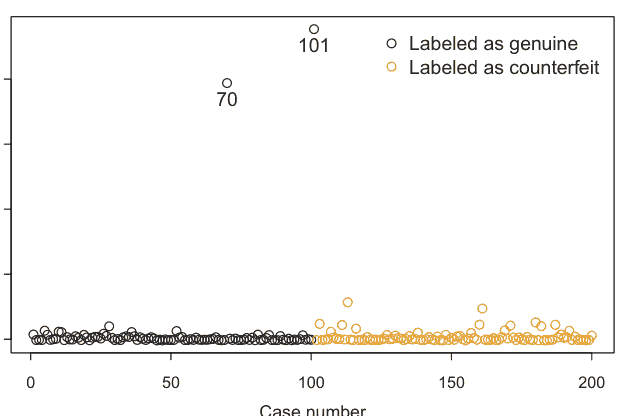 101
Labeled as genuine
Labeled as counterfeit
70
0 50 100 150 200
Case number